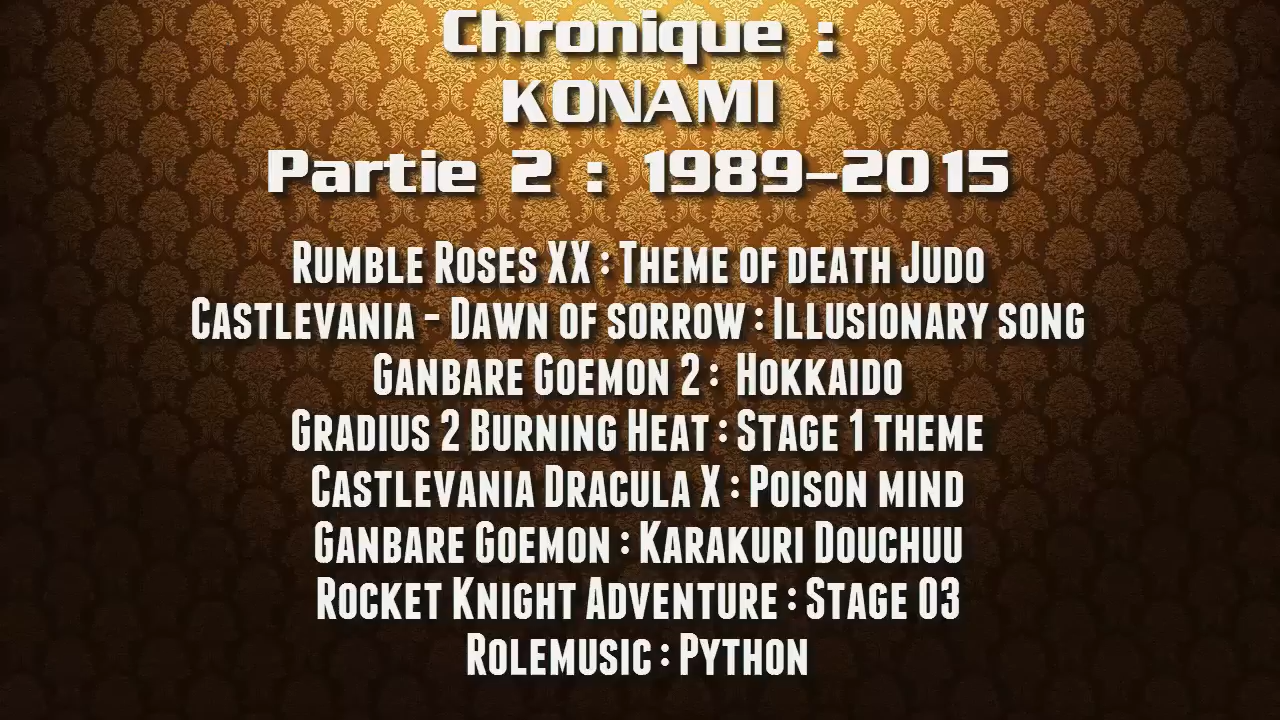 Chronique :
KONAMI
Partie 2 : 1989-2015
Rumble Roses XX : Theme of death Judo
Castlevania - Dawn of sorrow : Illusionary song
Ganbare Goemon 2 : Hokkaido
Gradius 2 Burning Heat : Stage 1 theme
Castlevania Dracula X : Poison mind
Ganbare Goemon : Karakuri Douchuu
Rocket Knight Adventure : Stage 03
Rolemusic : Python